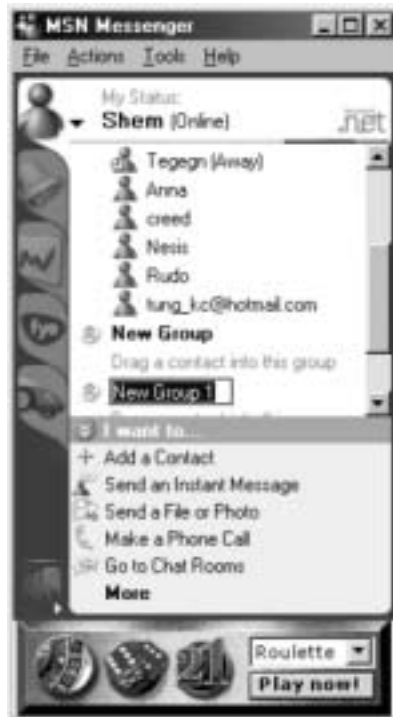 MSN Messenger
File Actions Tools Help
My Status:
Shem (Online)
.net
Tegegn (Away)
Anna
creed
Nesis
Rudo
tung_kc@hotmail.com
New Group
Drag a contact into this group
New Group 1
I want to...
Add a Contact
Send an Instant Message
Send a File or Photo
Make a Phone Call
Go to Chat Rooms
More
21
Roulette
Play now!